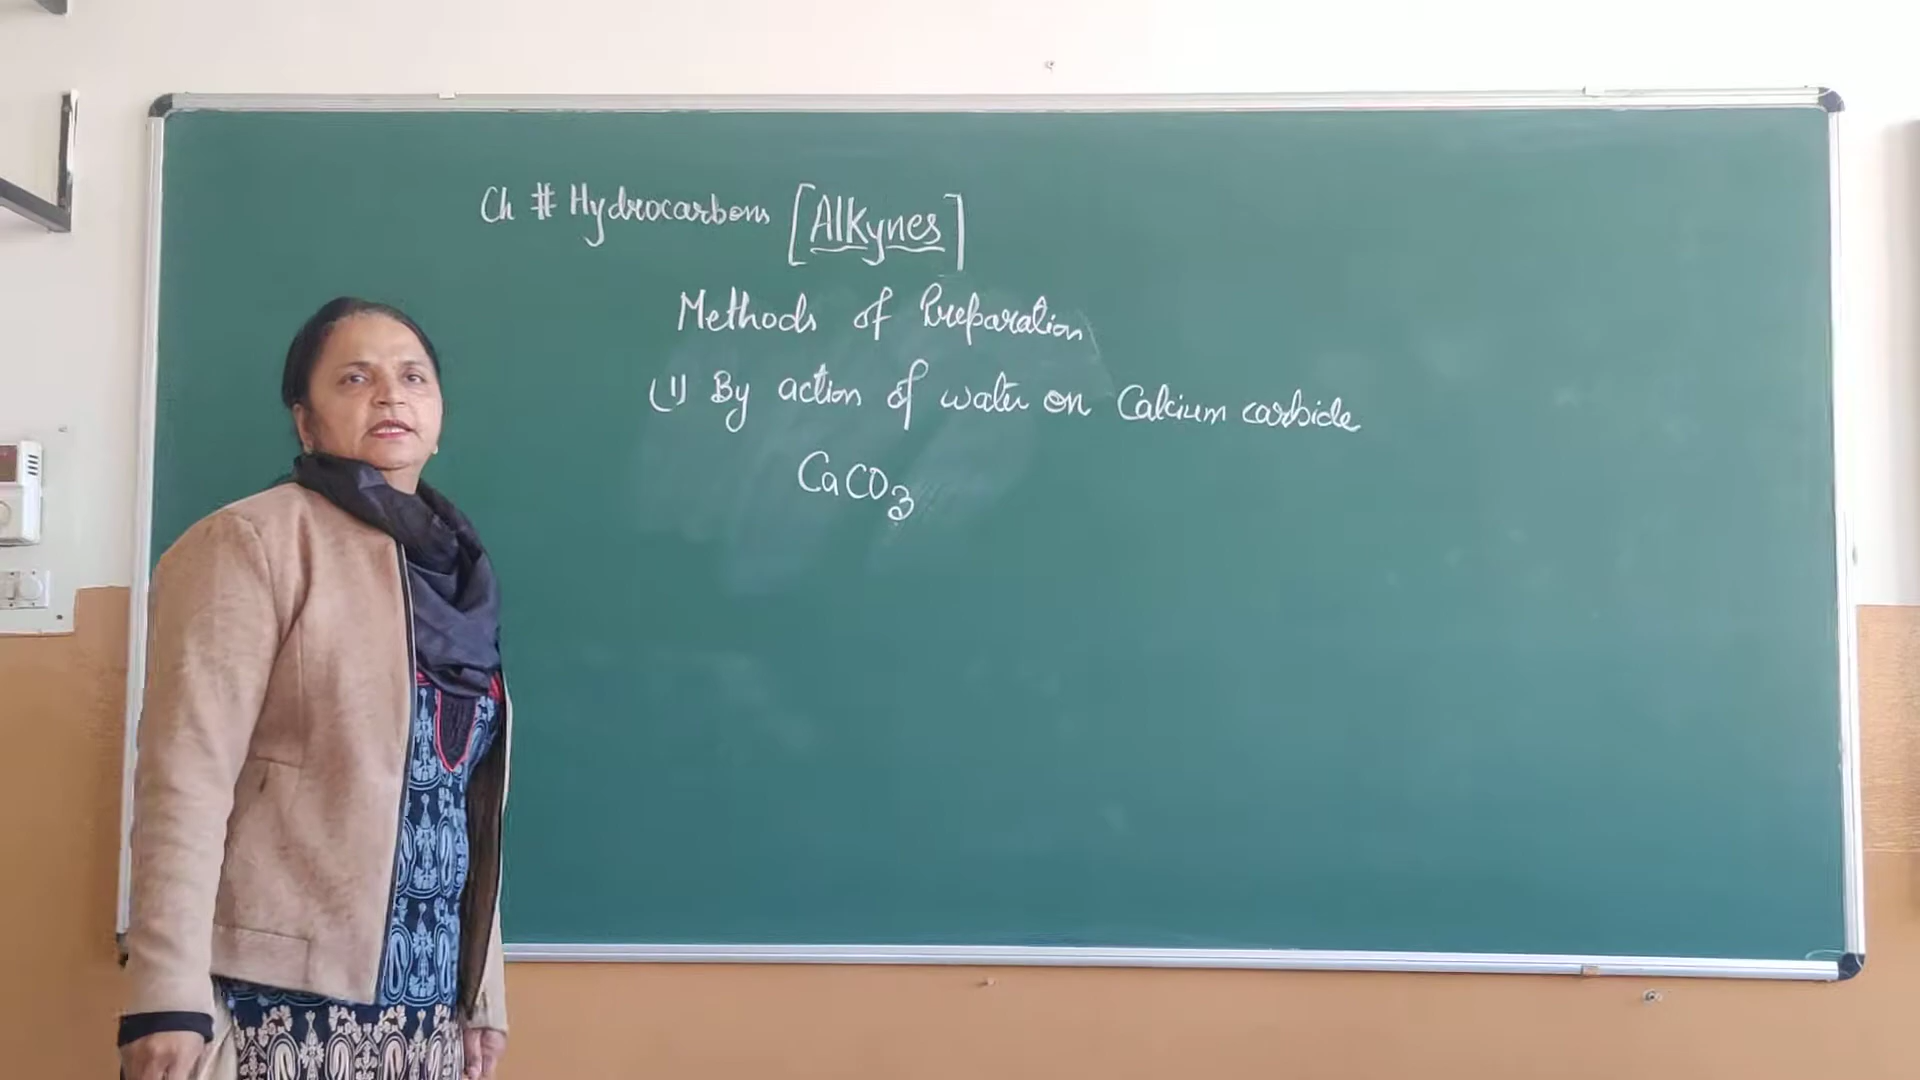 Ch # Hydrocarbons [Alkynes]
Methods of Preparation
(1) By action of water on Calcium carbide
CaCO3